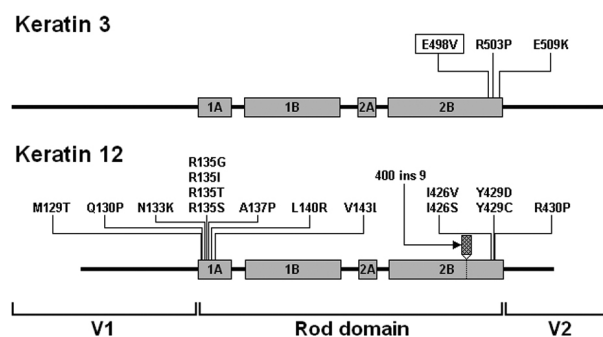 Keratin 3
E498V R503P E509K
1A 1B 2A 2B
Keratin 12
R135G
R135I
R135T
400 ins 9 I426V Y429D
M129T Q130P N133K R135S A137P L140R V143L I426S Y429C R430P
1A 1B 2A 2B
V1 Rod domain V2